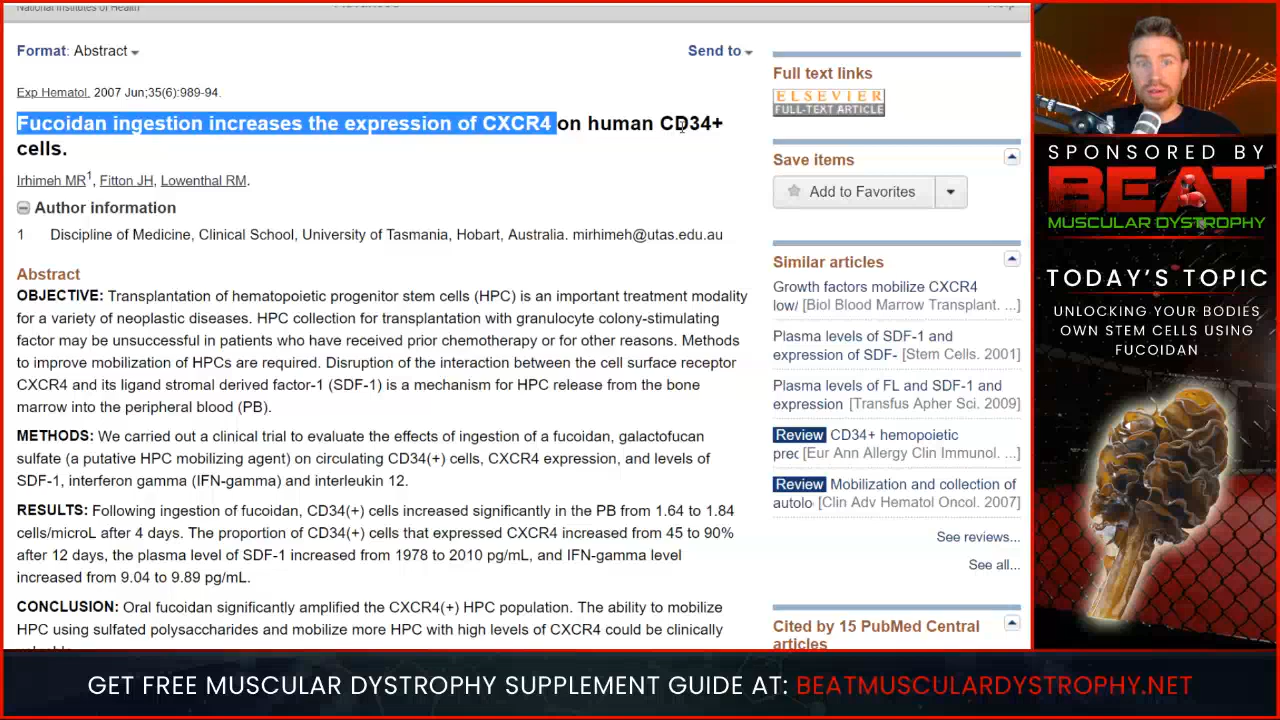 National Institutes of Health
Advanced
Help
Format: Abstract
Send to
Exp Hematol. 2007 Jun;35(6):989-94.
Fucoidan ingestion increases the expression of CXCR4 on human CD34+
cells.
Irhimeh MR1, Fitton JH, Lowenthal RM.
Author information
1 Discipline of Medicine, Clinical School, University of Tasmania, Hobart, Australia. mirhimeh@utas.edu.au
Abstract
OBJECTIVE: Transplantation of hematopoietic progenitor stem cells (HPC) is an important treatment modality
for a variety of neoplastic diseases. HPC collection for transplantation with granulocyte colony-stimulating
factor may be unsuccessful in patients who have received prior chemotherapy or for other reasons. Methods
to improve mobilization of HPCs are required. Disruption of the interaction between the cell surface receptor
CXCR4 and its ligand stromal derived factor-1 (SDF-1) is a mechanism for HPC release from the bone
marrow into the peripheral blood (PB).
METHODS: We carried out a clinical trial to evaluate the effects of ingestion of a fucoidan, galactofucan
sulfate (a putative HPC mobilizing agent) on circulating CD34(+) cells, CXCR4 expression, and levels of
SDF-1, interferon gamma (IFN-gamma) and interleukin 12.
RESULTS: Following ingestion of fucoidan, CD34(+) cells increased significantly in the PB from 1.64 to 1.84
cells/microL after 4 days. The proportion of CD34(+) cells that expressed CXCR4 increased from 45 to 90%
after 12 days, the plasma level of SDF-1 increased from 1978 to 2010 pg/mL, and IFN-gamma level
increased from 9.04 to 9.89 pg/mL.
CONCLUSION: Oral fucoidan significantly amplified the CXCR4(+) HPC population. The ability to mobilize
HPC using sulfated polysaccharides and mobilize more HPC with high levels of CXCR4 could be clinically
Full text links
ELSEVIER
FULL-TEXT ARTICLE
Save items
Add to Favorites
Similar articles
Growth factors mobilize CXCR4
low/ [Biol Blood Marrow Transplant. ...]
Plasma levels of SDF-1 and
expression of SDF- [Stem Cells. 2001]
Plasma levels of FL and SDF-1 and
expression [Transfus Apher Sci. 2009]
Review CD34+ hemopoietic
prec [Eur Ann Allergy Clin Immunol. ...]
Review Mobilization and collection of
autolo [Clin Adv Hematol Oncol. 2007]
See reviews...
See all...
Cited by 15 PubMed Central
articles
SPONSORED BY
BEAT
MUSCULAR DYSTROPHY
TODAY'S TOPIC
UNLOCKING YOUR BODIES
OWN STEM CELLS USING
FUCOIDAN
GET FREE MUSCULAR DYSTROPHY SUPPLEMENT GUIDE AT: BEATMUSCULARDYSTROPHY.NET